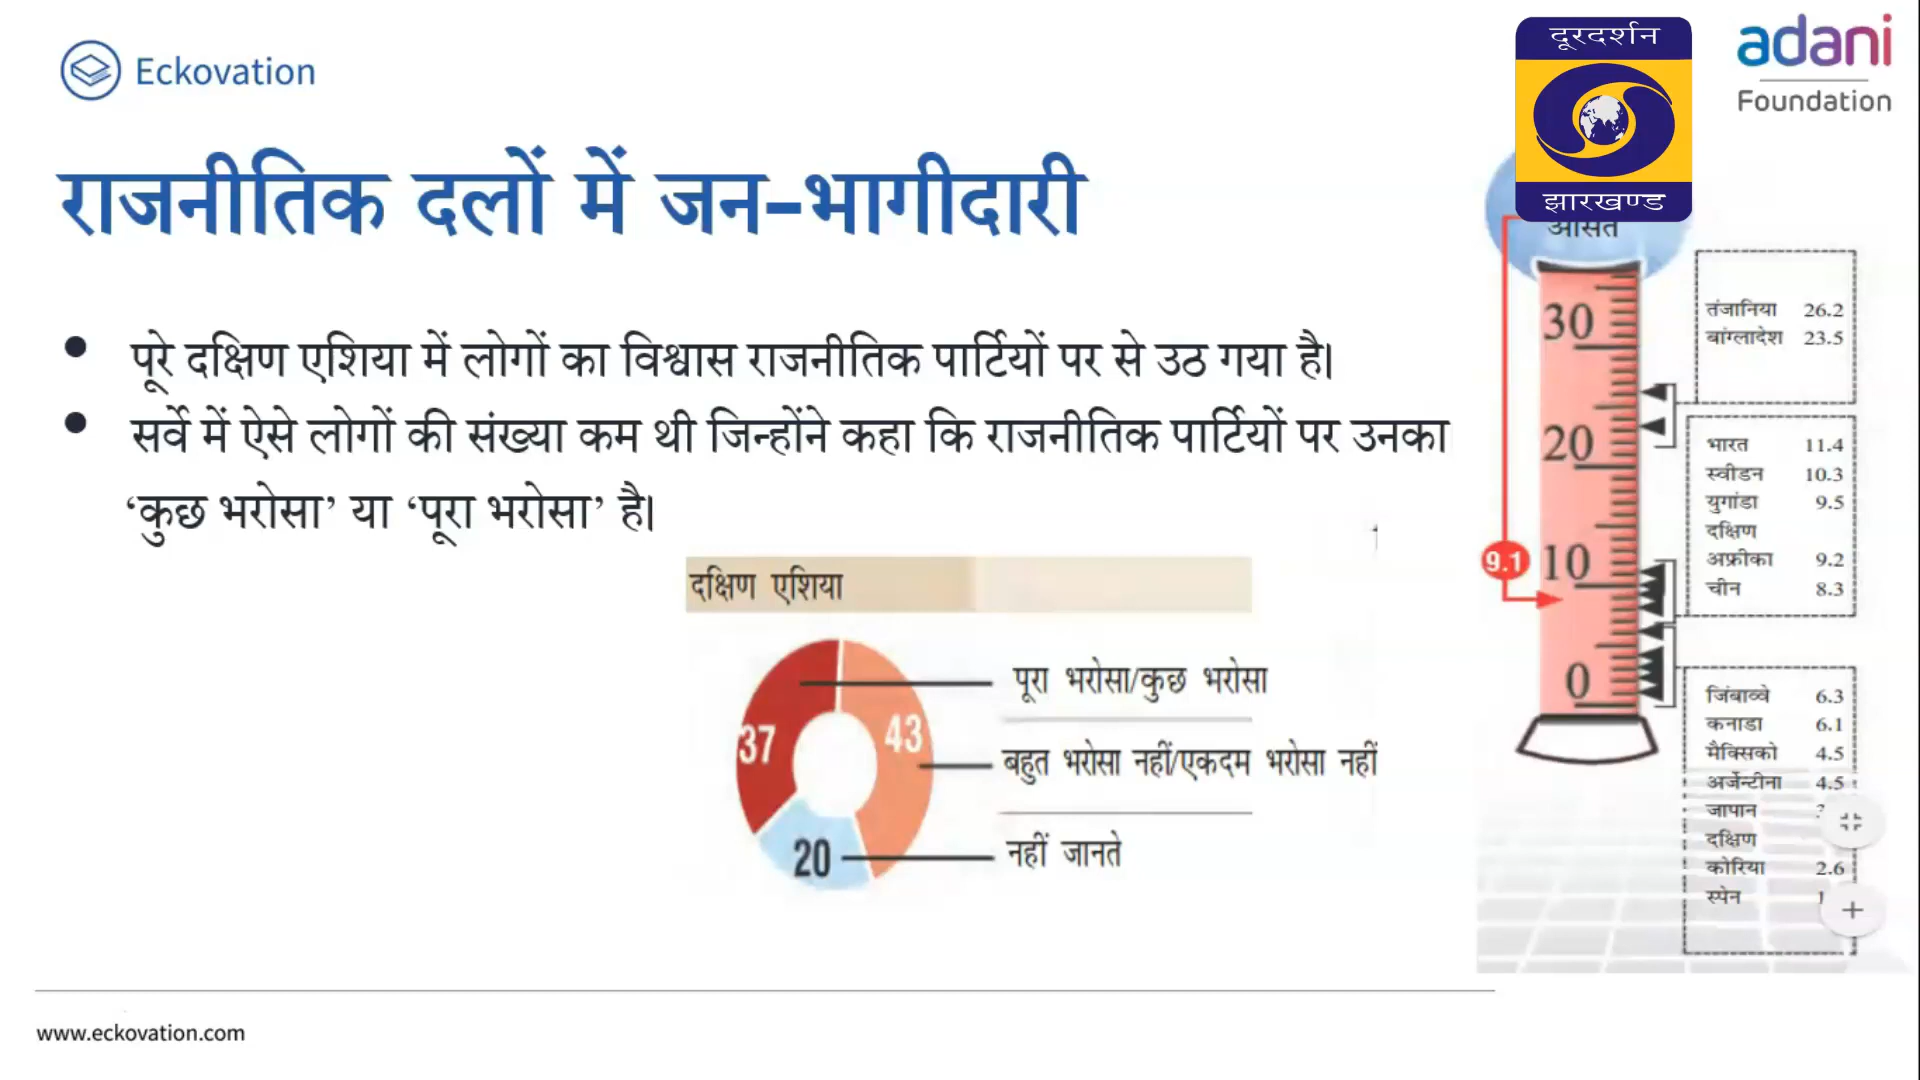 Eckovation
दूरदर्शन
झारखण्ड
adani
Foundation
राजनीतिक दलों में जन-भागीदारी
पूरे दक्षिण एशिया में लोगों का विश्वास राजनीतिक पार्टियों पर से उठ गया है।
सर्वे में ऐसे लोगों की संख्या कम थी जिन्होंने कहा कि राजनीतिक पार्टियों पर उनका
‘कुछ भरोसा’ या ‘पूरा भरोसा’ है।
दक्षिण एशिया
37
43
20
पूरा भरोसा/कुछ भरोसा
बहुत भरोसा नहीं/एकदम भरोसा नहीं
नहीं जानते
औसत
30
20
10
0
9.1
तंजानिया 26.2
बांग्लादेश 23.5
भारत 11.4
स्वीडन 10.3
युगांडा 9.5
दक्षिण
अफ्रीका 9.2
चीन 8.3
जिंबाव्वे 6.3
कनाडा 6.1
मैक्सिको 4.5
अर्जेन्टीना 4.5
जापान
दक्षिण
कोरिया 2.6
स्पेन
www.eckovation.com